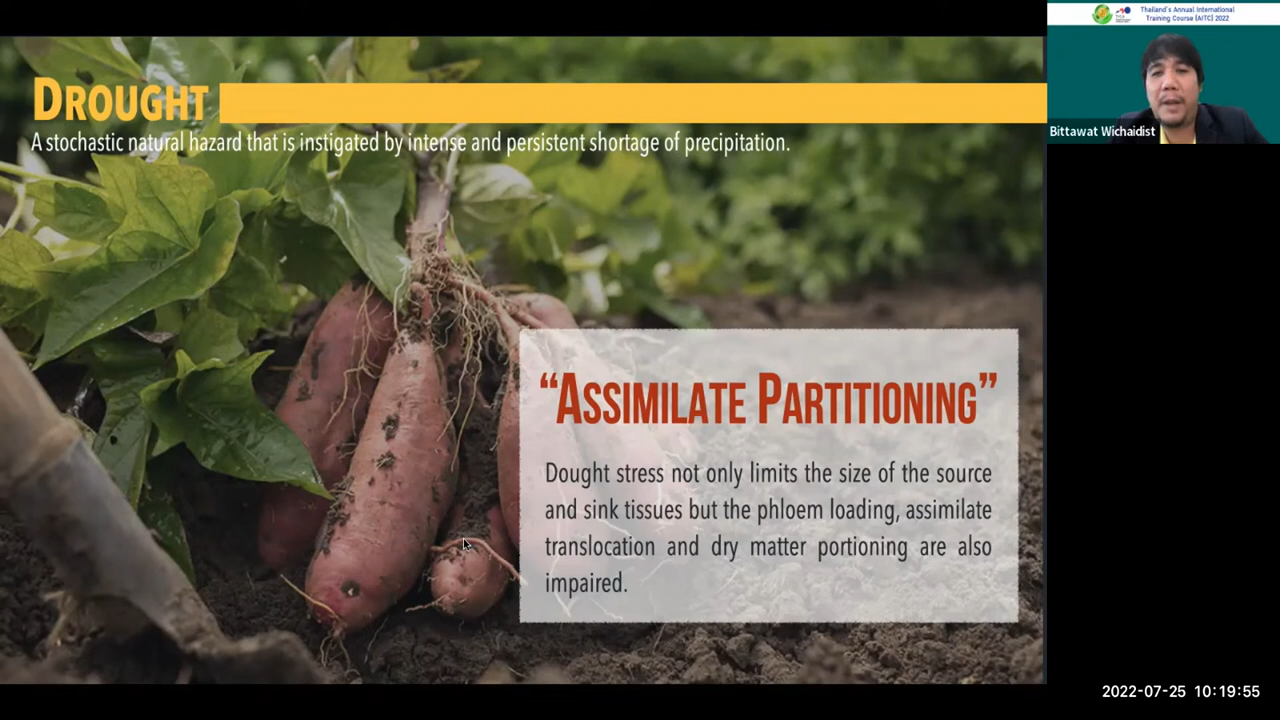 Thailand's Annual International
Training Course (AITC) 2022
DROUGHT
A stochastic natural hazard that is instigated by intense and persistent shortage of precipitation.
Bittawat Wichaidist
“ASSIMILATE PARTITIONING”
Dought stress not only limits the size of the source
and sink tissues but the phloem loading, assimilate
translocation and dry matter portioning are also
impaired.
2022-07-25 10:19:55